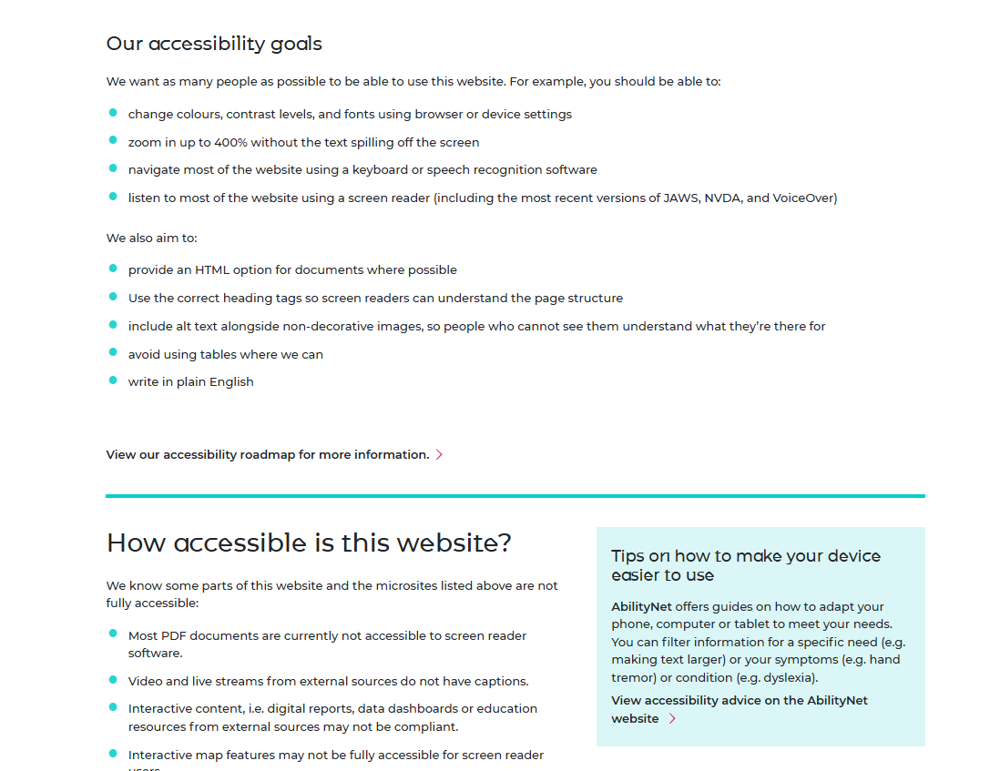 Our accessibility goals
We want as many people as possible to be able to use this website. For example, you should be able to:
change colours, contrast levels, and fonts using browser or device settings
zoom in up to 400% without the text spilling off the screen
navigate most of the website using a keyboard or speech recognition software
listen to most of the website using a screen reader (including the most recent versions of JAWS, NVDA, and VoiceOver)
We also aim to:
provide an HTML option for documents where possible
Use the correct heading tags so screen readers can understand the page structure
include alt text alongside non-decorative images, so people who cannot see them understand what they're there for
avoid using tables where we can
write in plain English
View our accessibility roadmap for more information.
How accessible is this website?
We know some parts of this website and the microsites listed above are not
fully accessible:
Most PDF documents are currently not accessible to screen reader
software.
Video and live streams from external sources do not have captions.
Interactive content, i.e. digital reports, data dashboards or education
resources from external sources may not be compliant.
Interactive map features may not be fully accessible for screen reader
users.
Tips on how to make your device
easier to use
AbilityNet offers guides on how to adapt your
phone, computer or tablet to meet your needs.
You can filter information for a specific need (e.g.
making text larger) or your symptoms (e.g. hand
tremor) or condition (e.g. dyslexia).
View accessibility advice on the AbilityNet
website